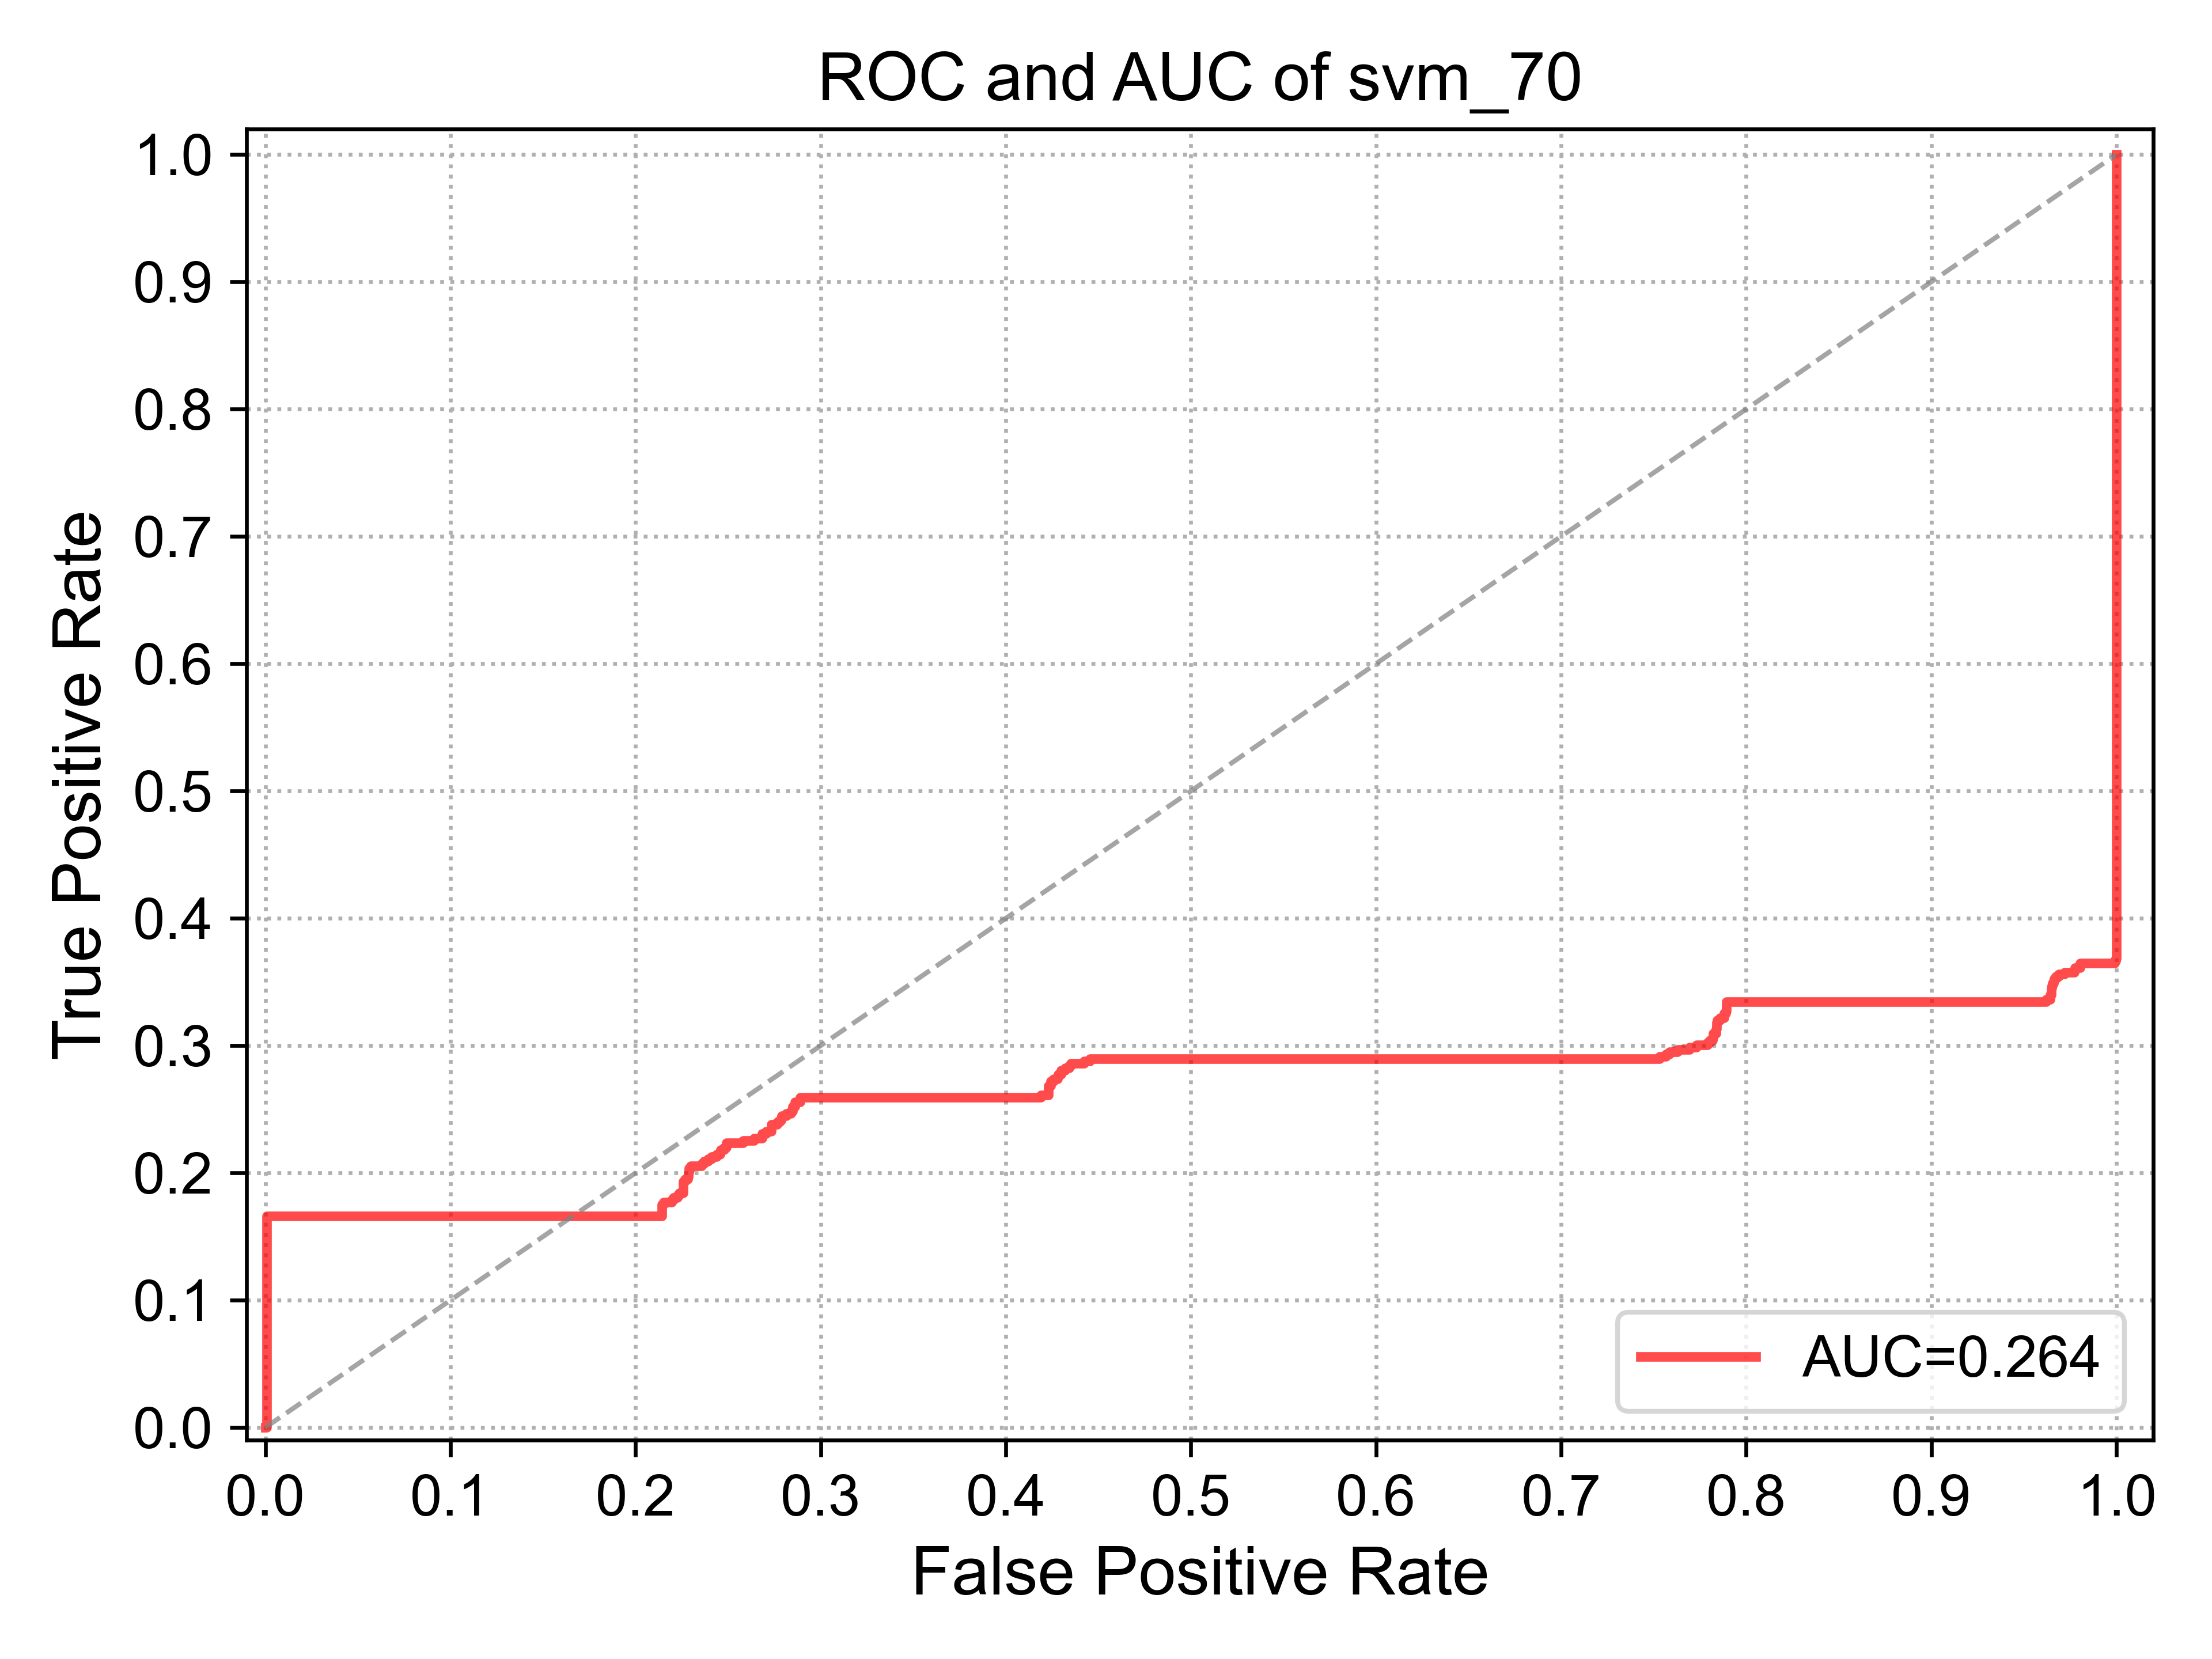 ROC and AUC of svm_70
True Positive Rate
1.0
0.9
0.8
0.7
0.6
0.5
0.4
0.3
0.2
0.1
0.0
AUC=0.264
0.0 0.1 0.2 0.3 0.4 0.5 0.6 0.7 0.8 0.9 1.0
False Positive Rate